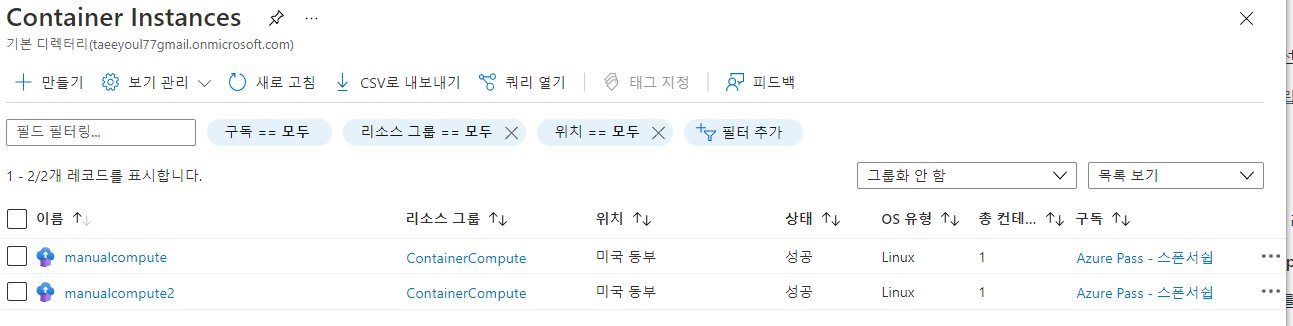 Container Instances ...
기본 디렉터리(taeeyoul77gmail.onmicrosoft.com)
만들기 보기 관리 새로 고침 CSV로 내보내기 쿼리 열기 태그 지정 피드백
필드 필터링... 구독 == 모두 리소스 그룹 == 모두 위치 == 모두 필터 추가
1 - 2/2개 레코드를 표시합니다. 그룹화 안 함 목록 보기
이름 리소스 그룹 위치 상태 OS 유형 총 컨테... 구독
manualcompute ContainerCompute 미국 동부 성공 Linux 1 Azure Pass - 스폰서쉽 ...
manualcompute2 ContainerCompute 미국 동부 성공 Linux 1 Azure Pass - 스폰서쉽 ...